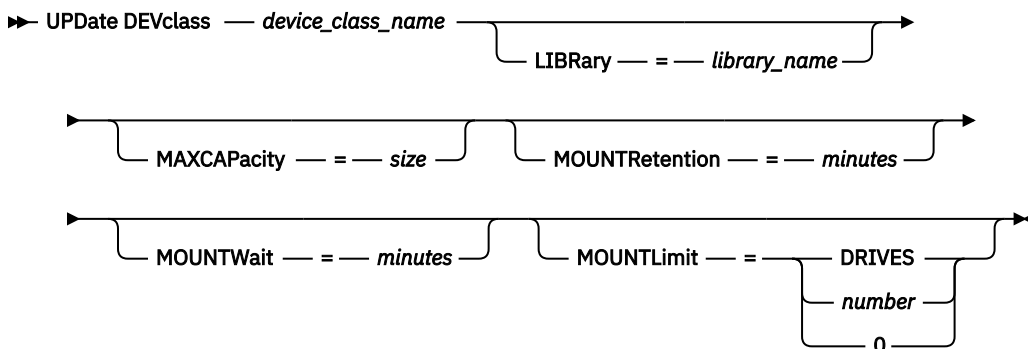 UPDate DEVclass device_class_name
LIBRary = library_name
MAXCAPacity = size MOUNTRetention = minutes
MOUNTWait = minutes MOUNTLimit = DRIVES
number
0